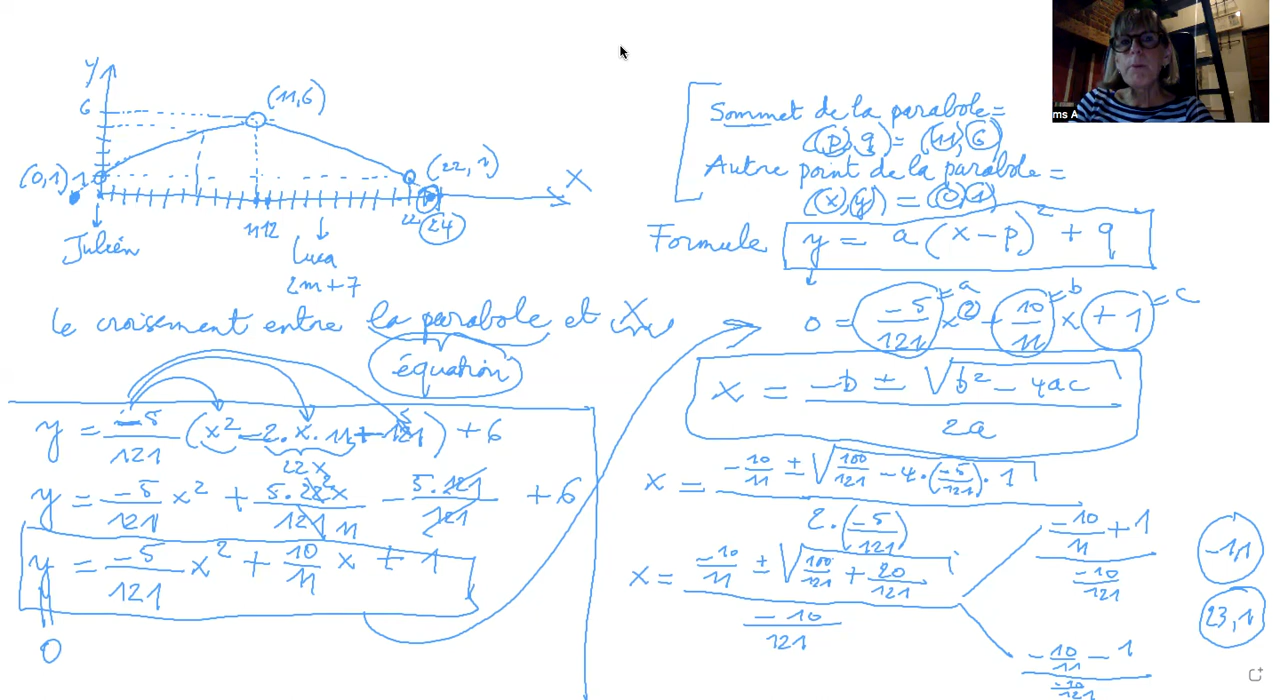 y
6
(11,6)
(0,1) 1
(22,1)
X
11 12
22
24
Julien
Luca
2m+7
le croisement entre la parabole et X
équation
y = -5/121 (x² - 2.x.11 + 121) + 6
22x
y = -5/121 x² + 5.22x/121 - 5.121/121 + 6
2
11
y = -5/121 x² + 10/11 x + 1
0
Sommet de la parabole =
(p, q) = (11, 6)
Autre point de la parabole =
(x, y) = (0, 1)
Formule y = a(x-p)² + q
0 = -5/121 x² - 10/11 x + 1
= a
= b
= c
x = -b ± √b² - 4ac / 2a
x = -10/11 ± √100/121 - 4.(-5/121).1 / 2.(-5/121)
x = -10/11 ± √100/121 + 20/121 / -10/121
-10/11 + 1 / -10/121
-1,1
23,1
-10/11 - 1 / -10/121
ms A